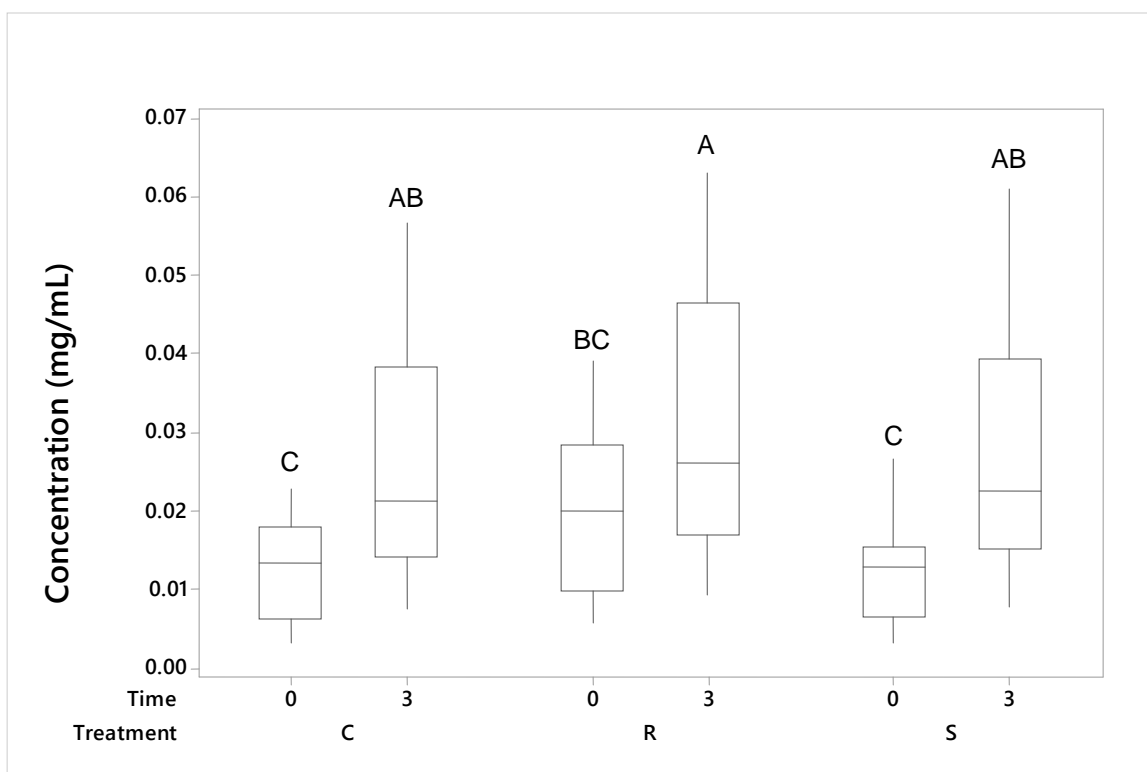 0.07
A
AB
AB
0.06
0.05
Concentration (mg/mL)
0.04
BC
0.03
C
C
0.02
0.01
0.00
Time 0 3 0 3 0 3
Treatment C R S